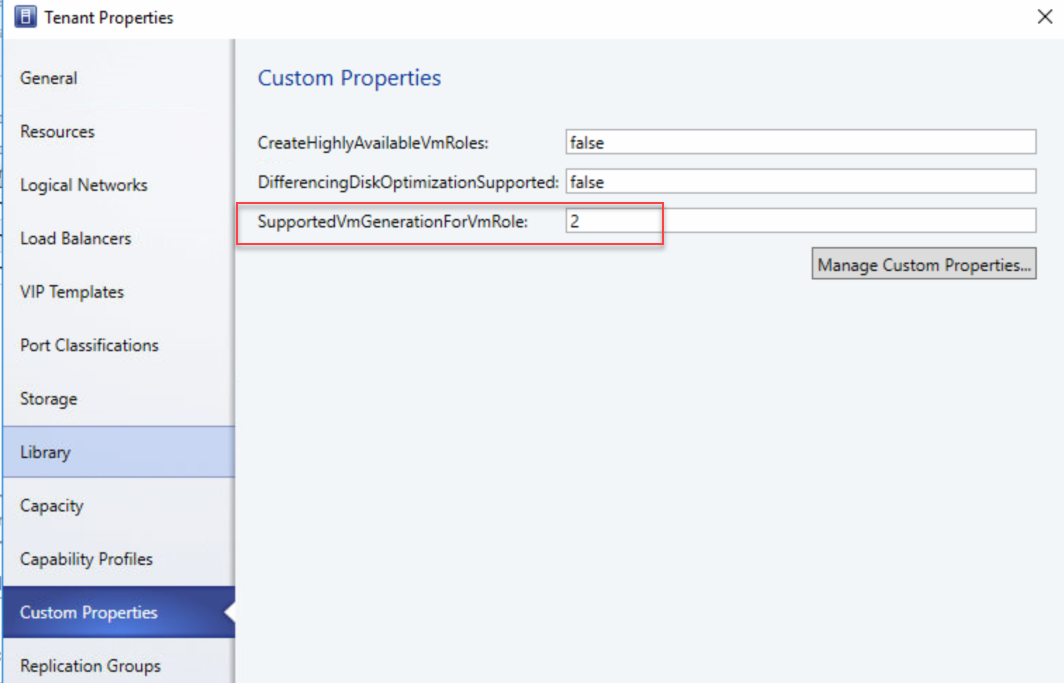 Tenant Properties
General
Resources
Logical Networks
Load Balancers
VIP Templates
Port Classifications
Storage
Library
Capacity
Capability Profiles
Custom Properties
Replication Groups
Custom Properties
CreateHighlyAvailableVmRoles: false
DifferencingDiskOptimizationSupported: false
SupportedVmGenerationForVmRole: 2
Manage Custom Properties...